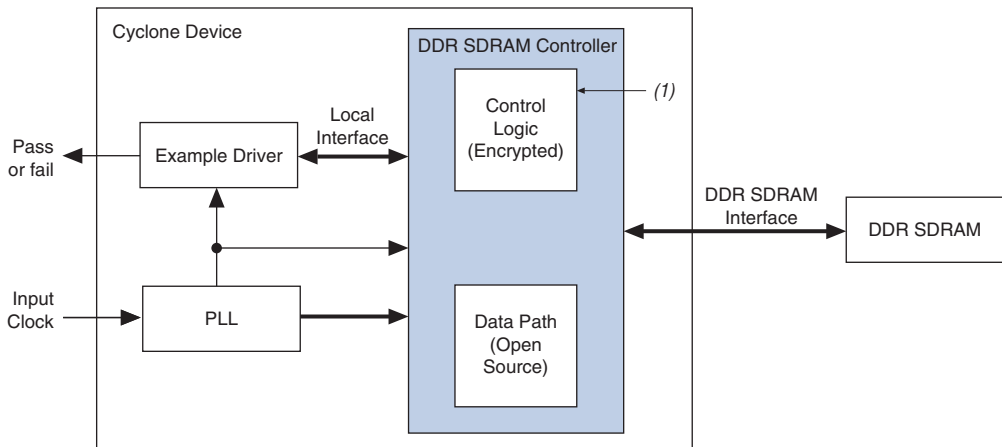 Cyclone Device
DDR SDRAM Controller
Control
Logic
(Encrypted)
(1)
Local
Interface
Pass
or fail
Example Driver
DDR SDRAM
Interface
DDR SDRAM
Input
Clock
PLL
Data Path
(Open
Source)